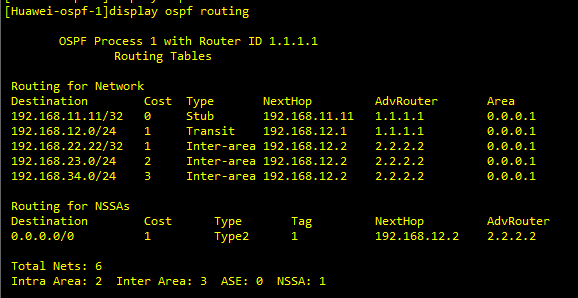 [Huawei-ospf-1]display ospf routing
OSPF Process 1 with Router ID 1.1.1.1
Routing Tables
Routing for Network
Destination Cost Type NextHop AdvRouter Area
192.168.11.11/32 0 Stub 192.168.11.11 1.1.1.1 0.0.0.1
192.168.12.0/24 1 Transit 192.168.12.1 1.1.1.1 0.0.0.1
192.168.22.22/32 1 Inter-area 192.168.12.2 2.2.2.2 0.0.0.1
192.168.23.0/24 2 Inter-area 192.168.12.2 2.2.2.2 0.0.0.1
192.168.34.0/24 3 Inter-area 192.168.12.2 2.2.2.2 0.0.0.1
Routing for NSSAs
Destination Cost Type Tag NextHop AdvRouter
0.0.0.0/0 1 Type2 1 192.168.12.2 2.2.2.2
Total Nets: 6
Intra Area: 2 Inter Area: 3 ASE: 0 NSSA: 1